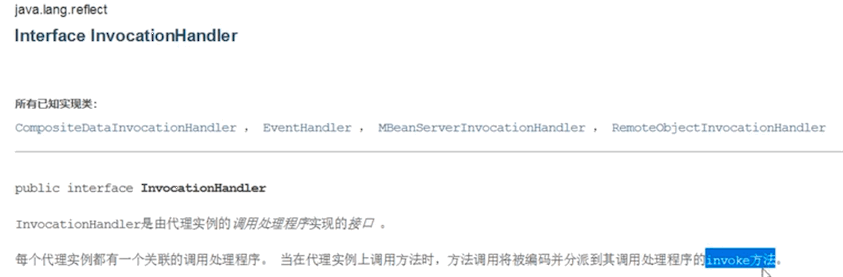 java.lang.reflect
Interface InvocationHandler
所有已知实现类:
CompositeDataInvocationHandler ， EventHandler ， MBeanServerInvocationHandler ， RemoteObjectInvocationHandler
public interface InvocationHandler
InvocationHandler是由代理实例的调用处理程序实现的接口 。
每个代理实例都有一个关联的调用处理程序。 当在代理实例上调用方法时，方法调用将被编码并分派到其调用处理程序的invoke方法。